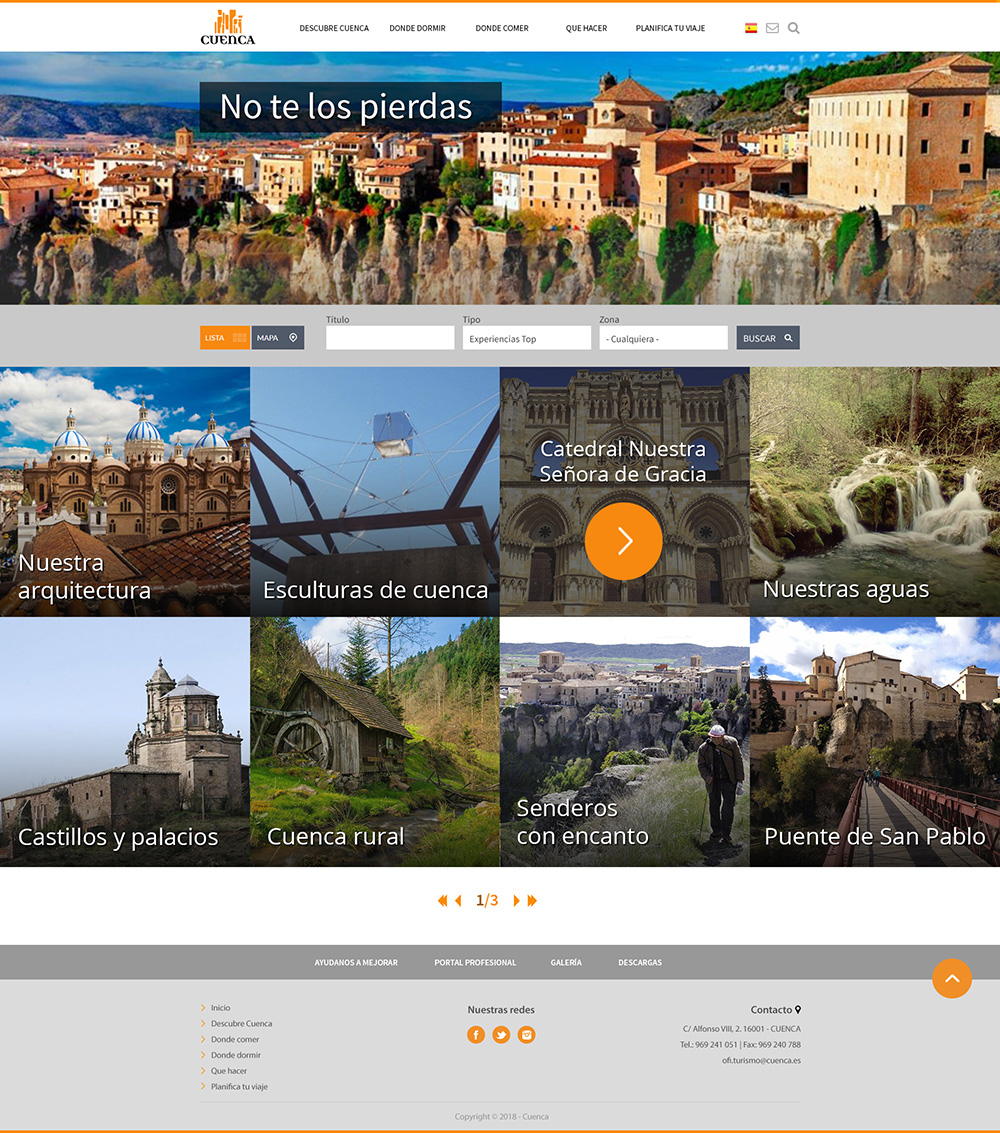 CUENCA
DESCUBRE CUENCA
DONDE DORMIR
DONDE COMER
QUE HACER
PLANIFICA TU VIAJE
No te los pierdas
LISTA
MAPA
Título
Tipo
Experiencias Top
Zona
- Cualquiera -
BUSCAR
Nuestra
arquitectura
Esculturas de cuenca
Catedral Nuestra
Señora de Gracia
Nuestras aguas
Castillos y palacios
Cuenca rural
Senderos
con encanto
Puente de San Pablo
1/3
AYUDANOS A MEJORAR
PORTAL PROFESIONAL
GALERÍA
DESCARGAS
Inicio
Descubre Cuenca
Donde comer
Donde dormir
Que hacer
Planifica tu viaje
Nuestras redes
Contacto
C/ Alfonso VIII, 2. 16001 - CUENCA
Tel.: 969 241 051 | Fax: 969 240 788
ofi.turismo@cuenca.es
Copyright © 2018 - Cuenca